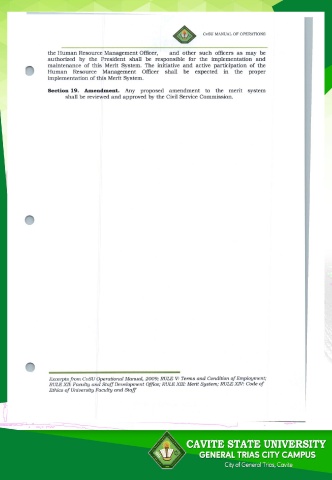 CvSU MANUAL OF OPERATIONS
the Human Resource Management Officer, and other such officers as may be
authorized by the President shall be responsible for the implementation and
maintenance of this Merit System. The initiative and active participation of the
Human Resource Management Officer shall be expected in the proper
implementation of this Merit System.
Section 19. Amendment. Any proposed amendment to the merit system
shall be reviewed and approved by the Civil Service Commission.
Excerpts from CvSU Operational Manual, 2009; RULE V: Terms and Condition of Employment;
RULE XII: Faculty and Staff Development Office; RULE XIII: Merit System; RULE XIV: Code of
Ethics of University Faculty and Staff
CAVITE STATE UNIVERSITY
GENERAL TRIAS CITY CAMPUS
City of General Trias, Cavite